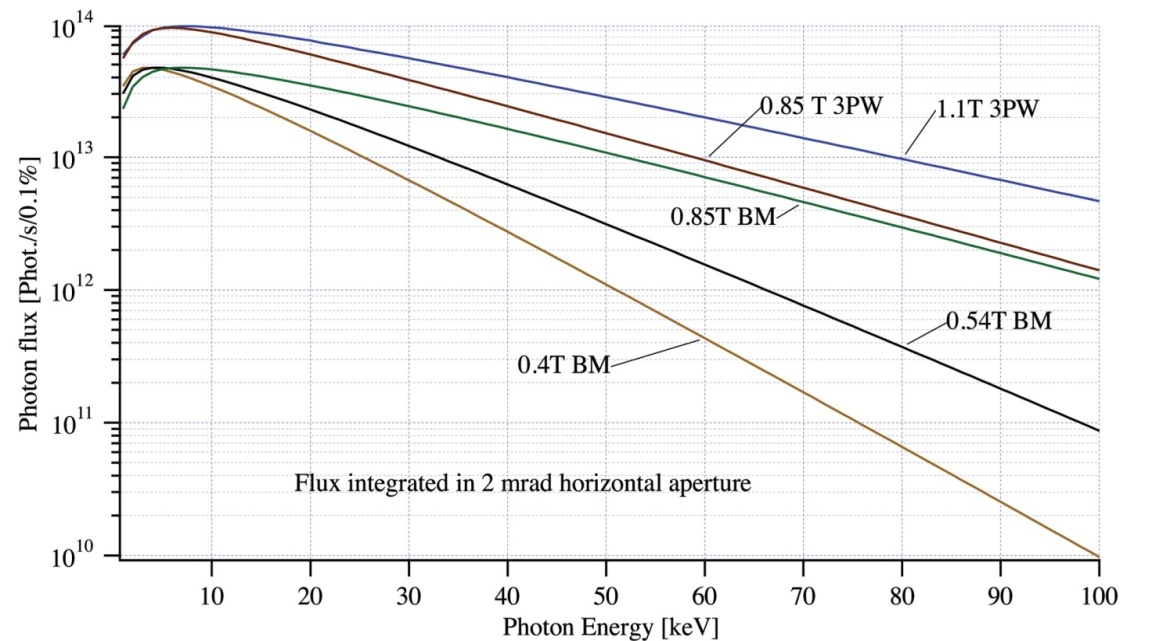 10^14
10^13
10^12
10^11
10^10
Photon flux [Phot./s/0.1%]
0.85 T 3PW
1.1T 3PW
0.85T BM
0.54T BM
0.4T BM
Flux integrated in 2 mrad horizontal aperture
10 20 30 40 50 60 70 80 90 100
Photon Energy [keV]